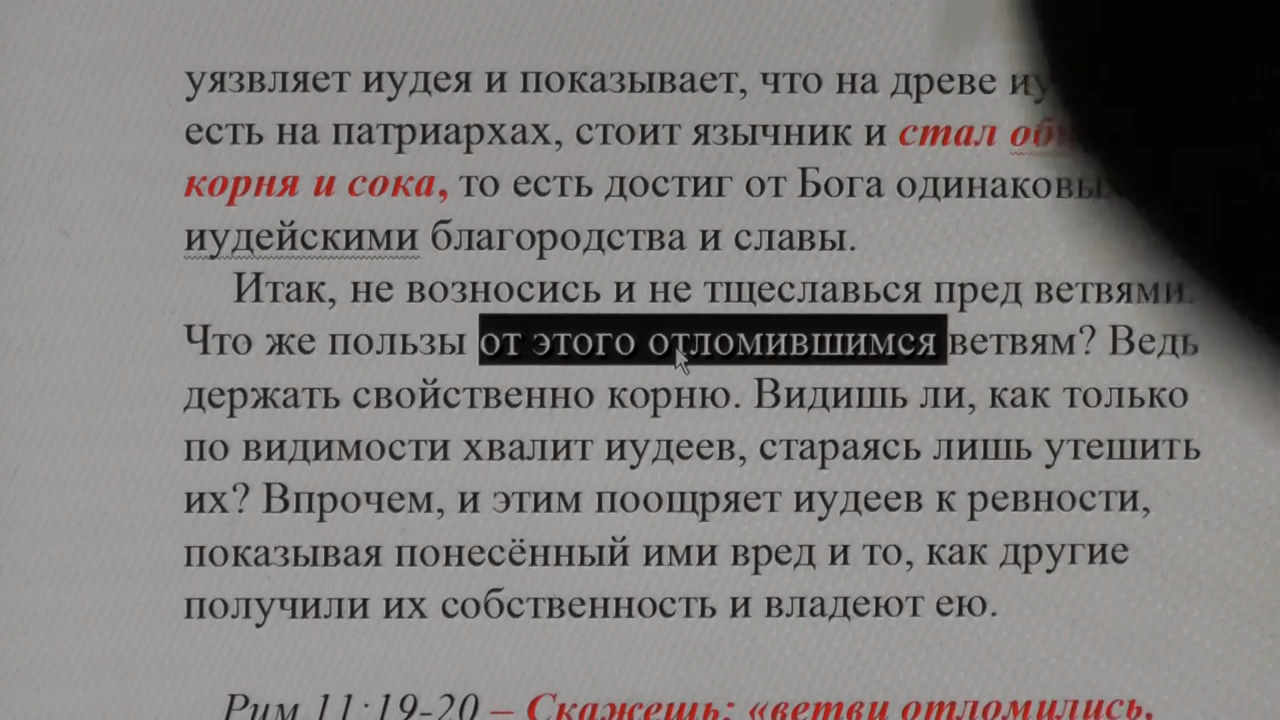 уязвляет иудея и показывает, что на древе
есть на патриархах, стоит язычник и стал
корня и сока, то есть достиг от Бога
иудейскими благородства и славы.
Итак, не возносись и не тщеславься пред ветвями.
Что же пользы от этого отломившимся ветвям? Ведь
держать свойственно корню. Видишь ли, как только
по видимости хвалит иудеев, стараясь лишь утешить
их? Впрочем, и этим поощряет иудеев к ревности,
показывая понесённый ими вред и то, как другие
получили их собственность и владеют ею.
Рим 11:19-20 – Скажешь: «ветви отломились,